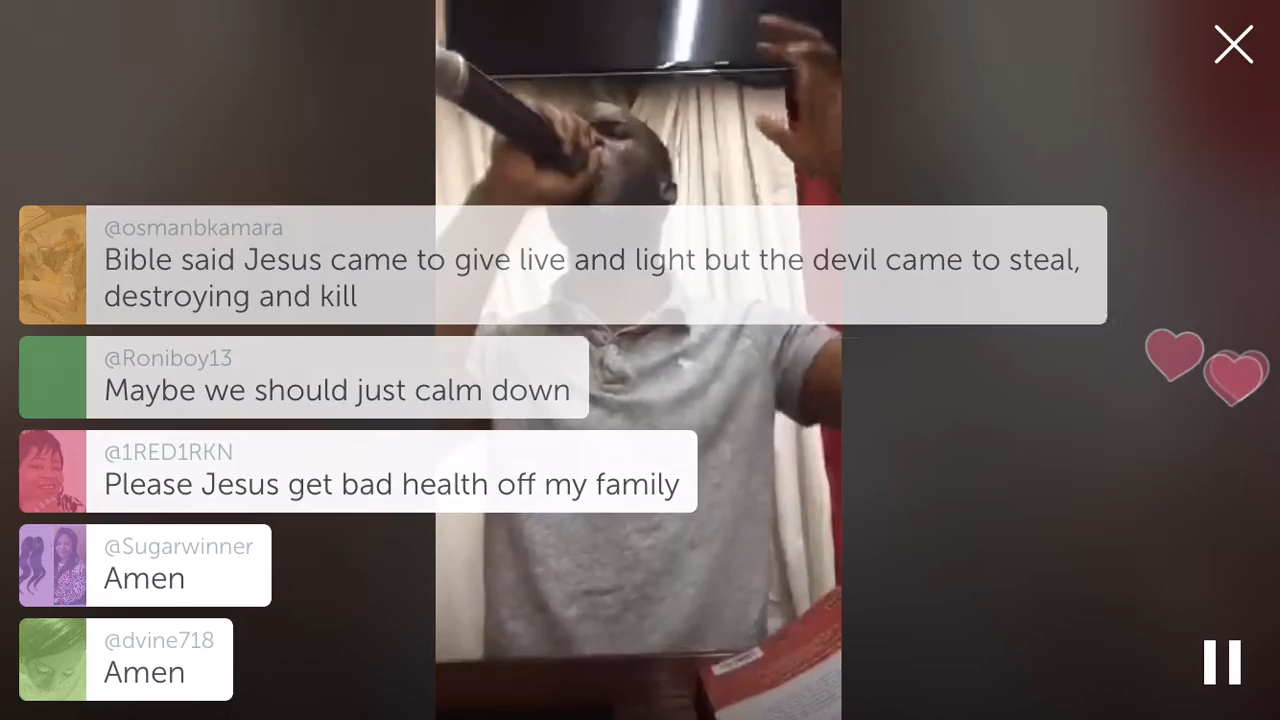 @osmanbkamara
Bible said Jesus came to give live and light but the devil came to steal,
destroying and kill
@Roniboy13
Maybe we should just calm down
@1RED1RKN
Please Jesus get bad health off my family
@Sugarwinner
Amen
@dvine718
Amen